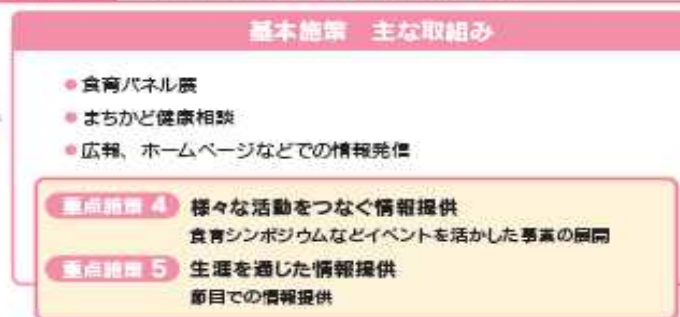 基本施策 主な取組み
●食育パネル展
●まちかど健康相談
●広報、ホームページなどでの情報発信
重点施策 4 様々な活動をつなぐ情報提供
食育シンポジウムなどイベントを活かした事業の展開
重点施策 5 生涯を通じた情報提供
節目での情報提供